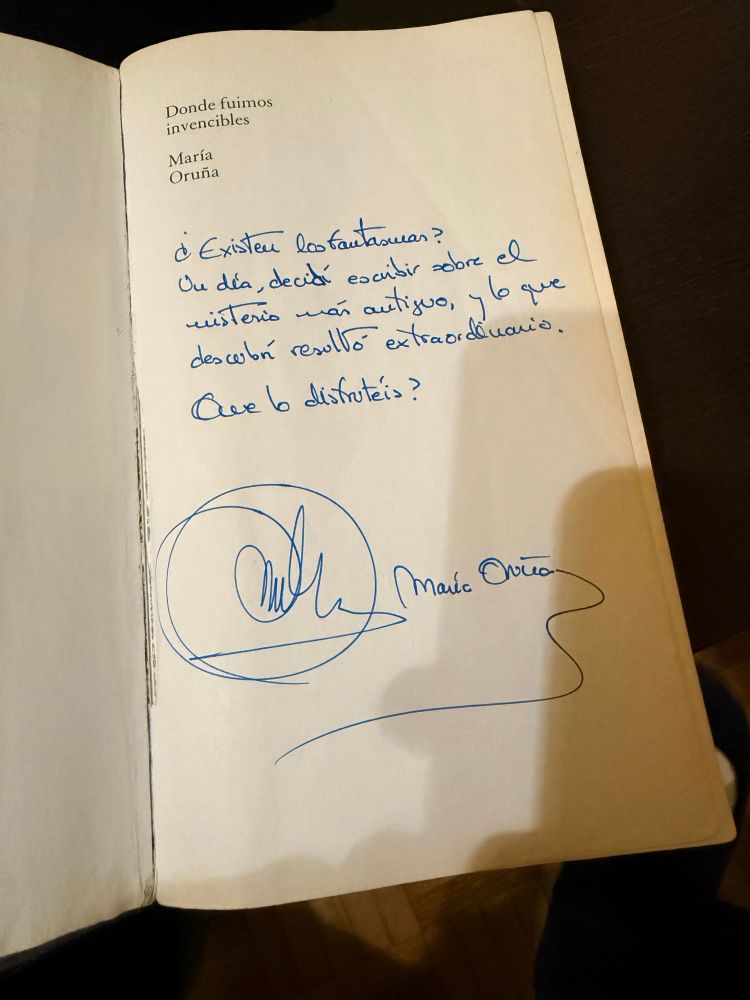 Donde fuimos
invencibles
María
Oruña
¿Existen los fantasmas?
Un día, decidí escribir sobre el
misterio más antiguo, y lo que
descubrí resultó extraordinario.
Que lo disfrutéis?
María Oruña